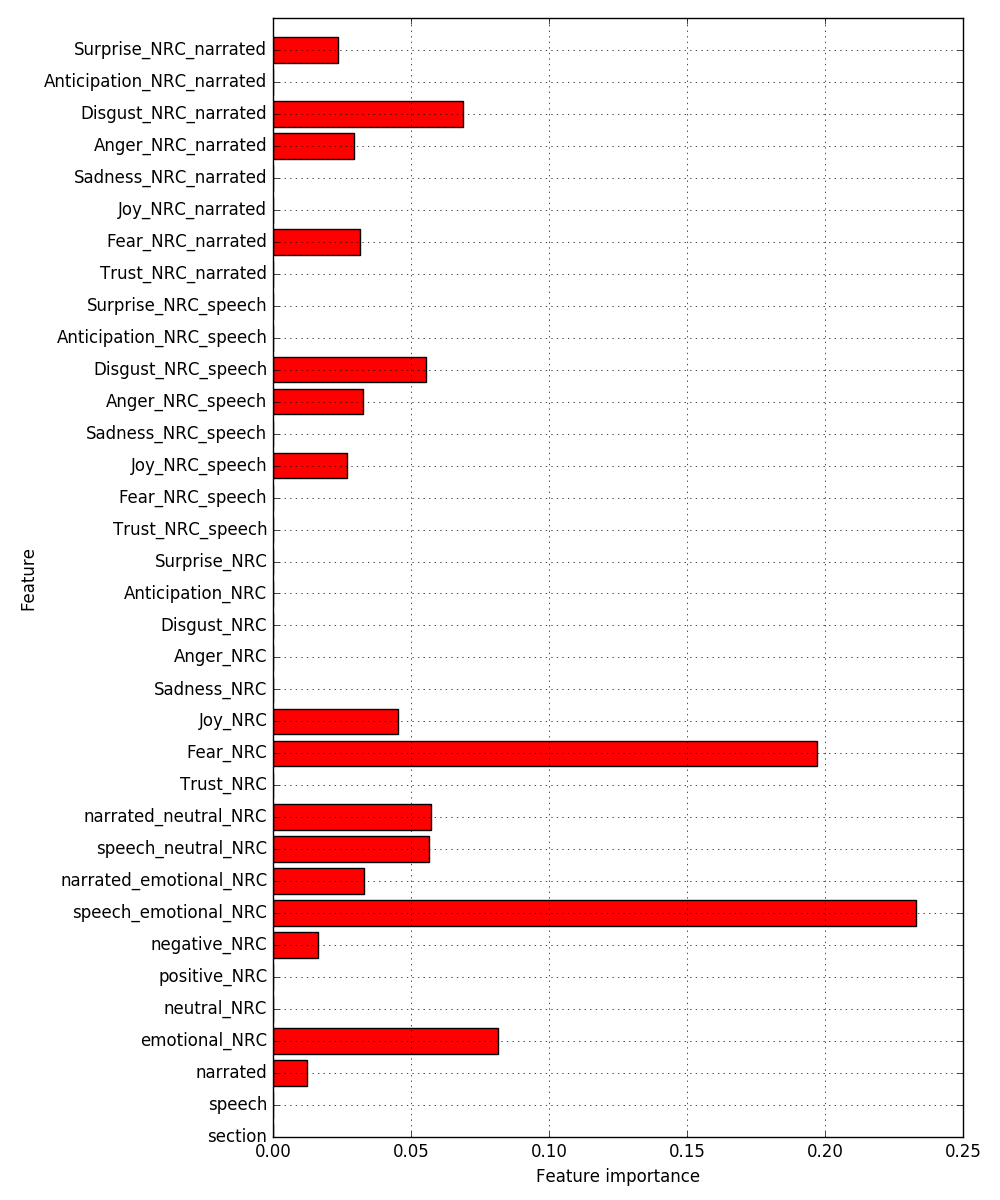 Surprise_NRC_narrated
Anticipation_NRC_narrated
Disgust_NRC_narrated
Anger_NRC_narrated
Sadness_NRC_narrated
Joy_NRC_narrated
Fear_NRC_narrated
Trust_NRC_narrated
Surprise_NRC_speech
Anticipation_NRC_speech
Disgust_NRC_speech
Anger_NRC_speech
Sadness_NRC_speech
Joy_NRC_speech
Fear_NRC_speech
Trust_NRC_speech
Surprise_NRC
Anticipation_NRC
Disgust_NRC
Anger_NRC
Sadness_NRC
Joy_NRC
Fear_NRC
Trust_NRC
narrated_neutral_NRC
speech_neutral_NRC
narrated_emotional_NRC
speech_emotional_NRC
negative_NRC
positive_NRC
neutral_NRC
emotional_NRC
narrated
speech
section
Feature
0.00 0.05 0.10 0.15 0.20 0.25
Feature importance